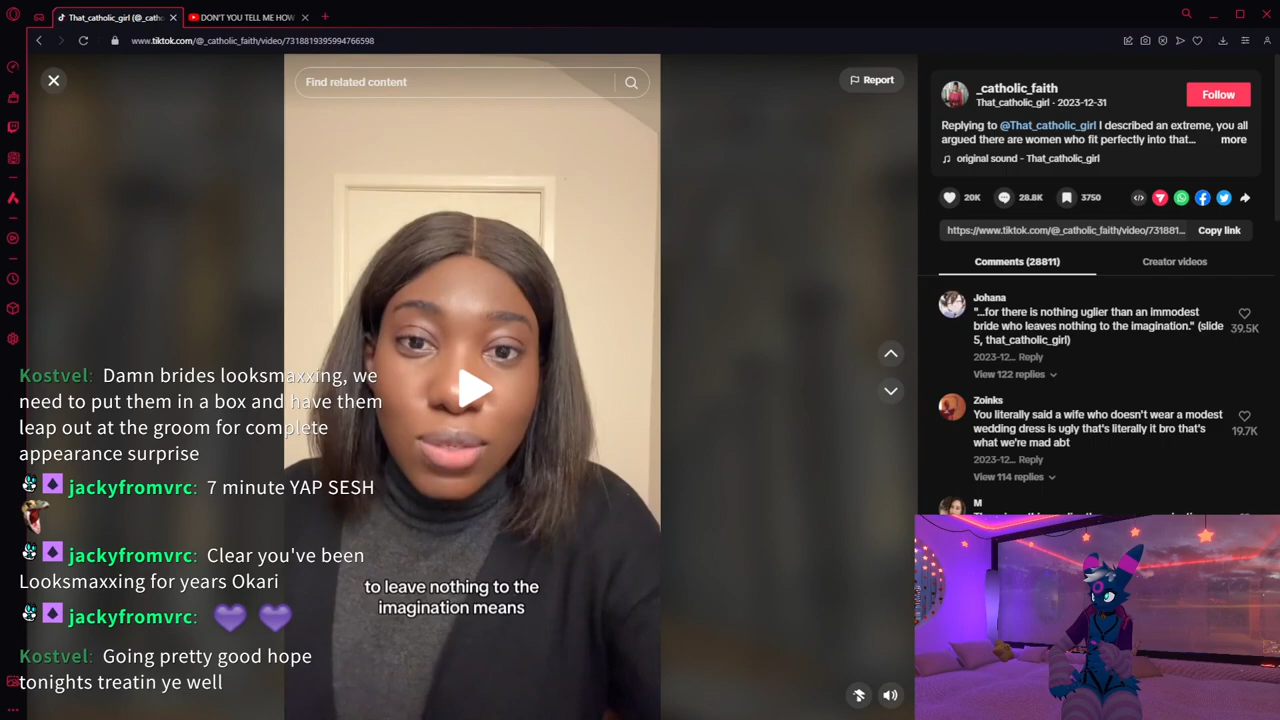 That_catholic_girl (@_catho
DON'T YOU TELL ME HOW
www.tiktok.com/@_catholic_faith/video/7318819395994766598
Find related content
Report
_catholic_faith
That_catholic_girl · 2023-12-31
Follow
Replying to @That_catholic_girl I described an extreme, you all
argued there are women who fit perfectly into that... more
original sound - That_catholic_girl
20K
28.8K
3750
https://www.tiktok.com/@_catholic_faith/video/731881...
Copy link
Comments (28811)
Creator videos
Johana
"...for there is nothing uglier than an immodest
bride who leaves nothing to the imagination." (slide
5, that_catholic_girl)
39.5K
2023-12... Reply
View 122 replies
Zoinks
You literally said a wife who doesn't wear a modest
wedding dress is ugly that's literally it bro that's
what we're mad abt
19.7K
2023-12... Reply
View 114 replies
M
Kostvel: Damn brides looksmaxxing, we
need to put them in a box and have them
leap out at the groom for complete
appearance surprise
jackyfromvrc: 7 minute YAP SESH
jackyfromvrc: Clear you've been
Looksmaxxing for years Okari
jackyfromvrc:
Kostvel: Going pretty good hope
tonights treatin ye well
to leave nothing to the
imagination means